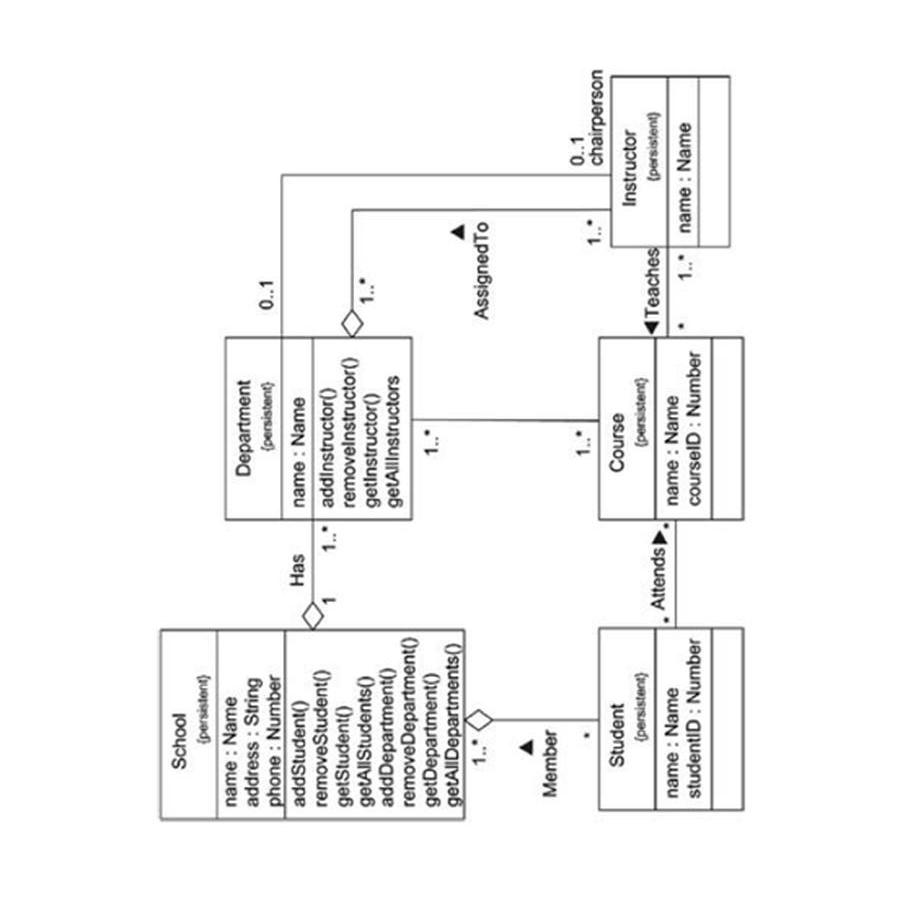 School
{persistent}
name : Name
address : String
phone : Number
addStudent()
removeStudent()
getStudent()
getAllStudents()
addDepartment()
removeDepartment()
getDepartment()
getAllDepartments()
Has
1
1..*
Department
{persistent}
name : Name
addInstructor()
removeInstructor()
getInstructor()
getAllInstructors
0..1
0..1
chairperson
1..*
▲
AssignedTo
1..*
1..*
▲
Member
*
1..*
1..*
Student
{persistent}
name : Name
studentID : Number
*
Attends ▶
*
Course
{persistent}
name : Name
courseID : Number
◀ Teaches
*
1..*
Instructor
{persistent}
name : Name